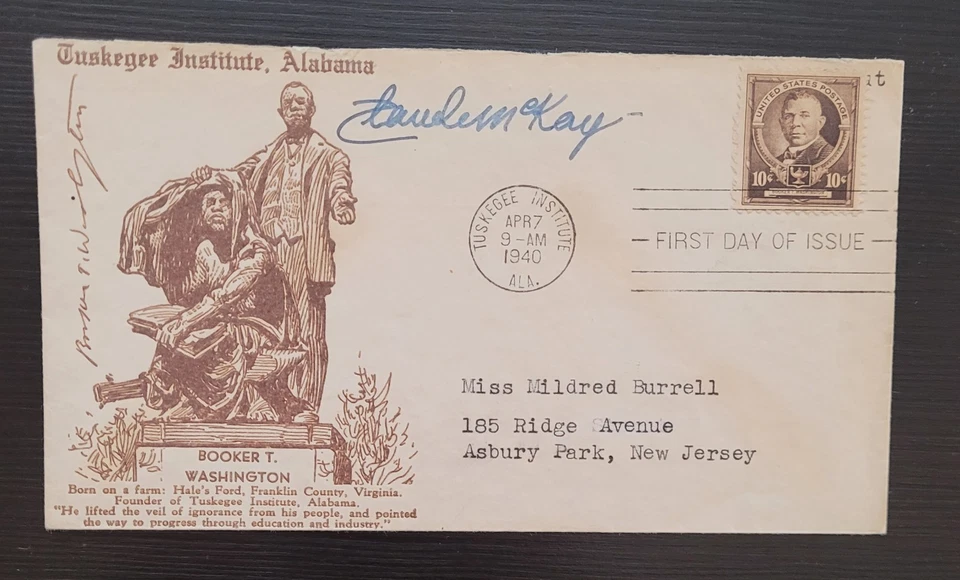 Tuskegee Institute, Alabama
Booker T. Washington
Claude McKay
UNITED STATES POSTAGE
10¢ 10¢
it
TUSKEGEE INSTITUTE
APR 7
9-AM
1940
ALA.
FIRST DAY OF ISSUE
Miss Mildred Burrell
185 Ridge Avenue
Asbury Park, New Jersey
BOOKER T.
WASHINGTON
Born on a farm: Hale's Ford, Franklin County, Virginia.
Founder of Tuskegee Institute, Alabama.
"He lifted the veil of ignorance from his people, and pointed
the way to progress through education and industry."